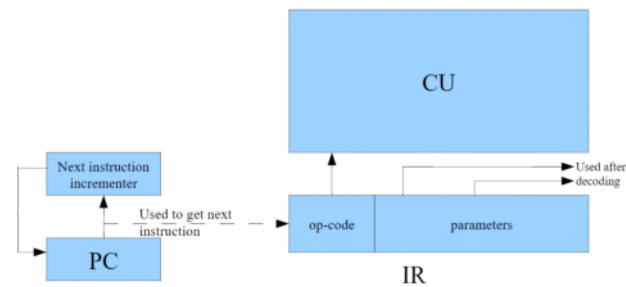 CU
Next instruction
incrementer
Used after
decoding
Used to get next
instruction
op-code
parameters
PC
IR